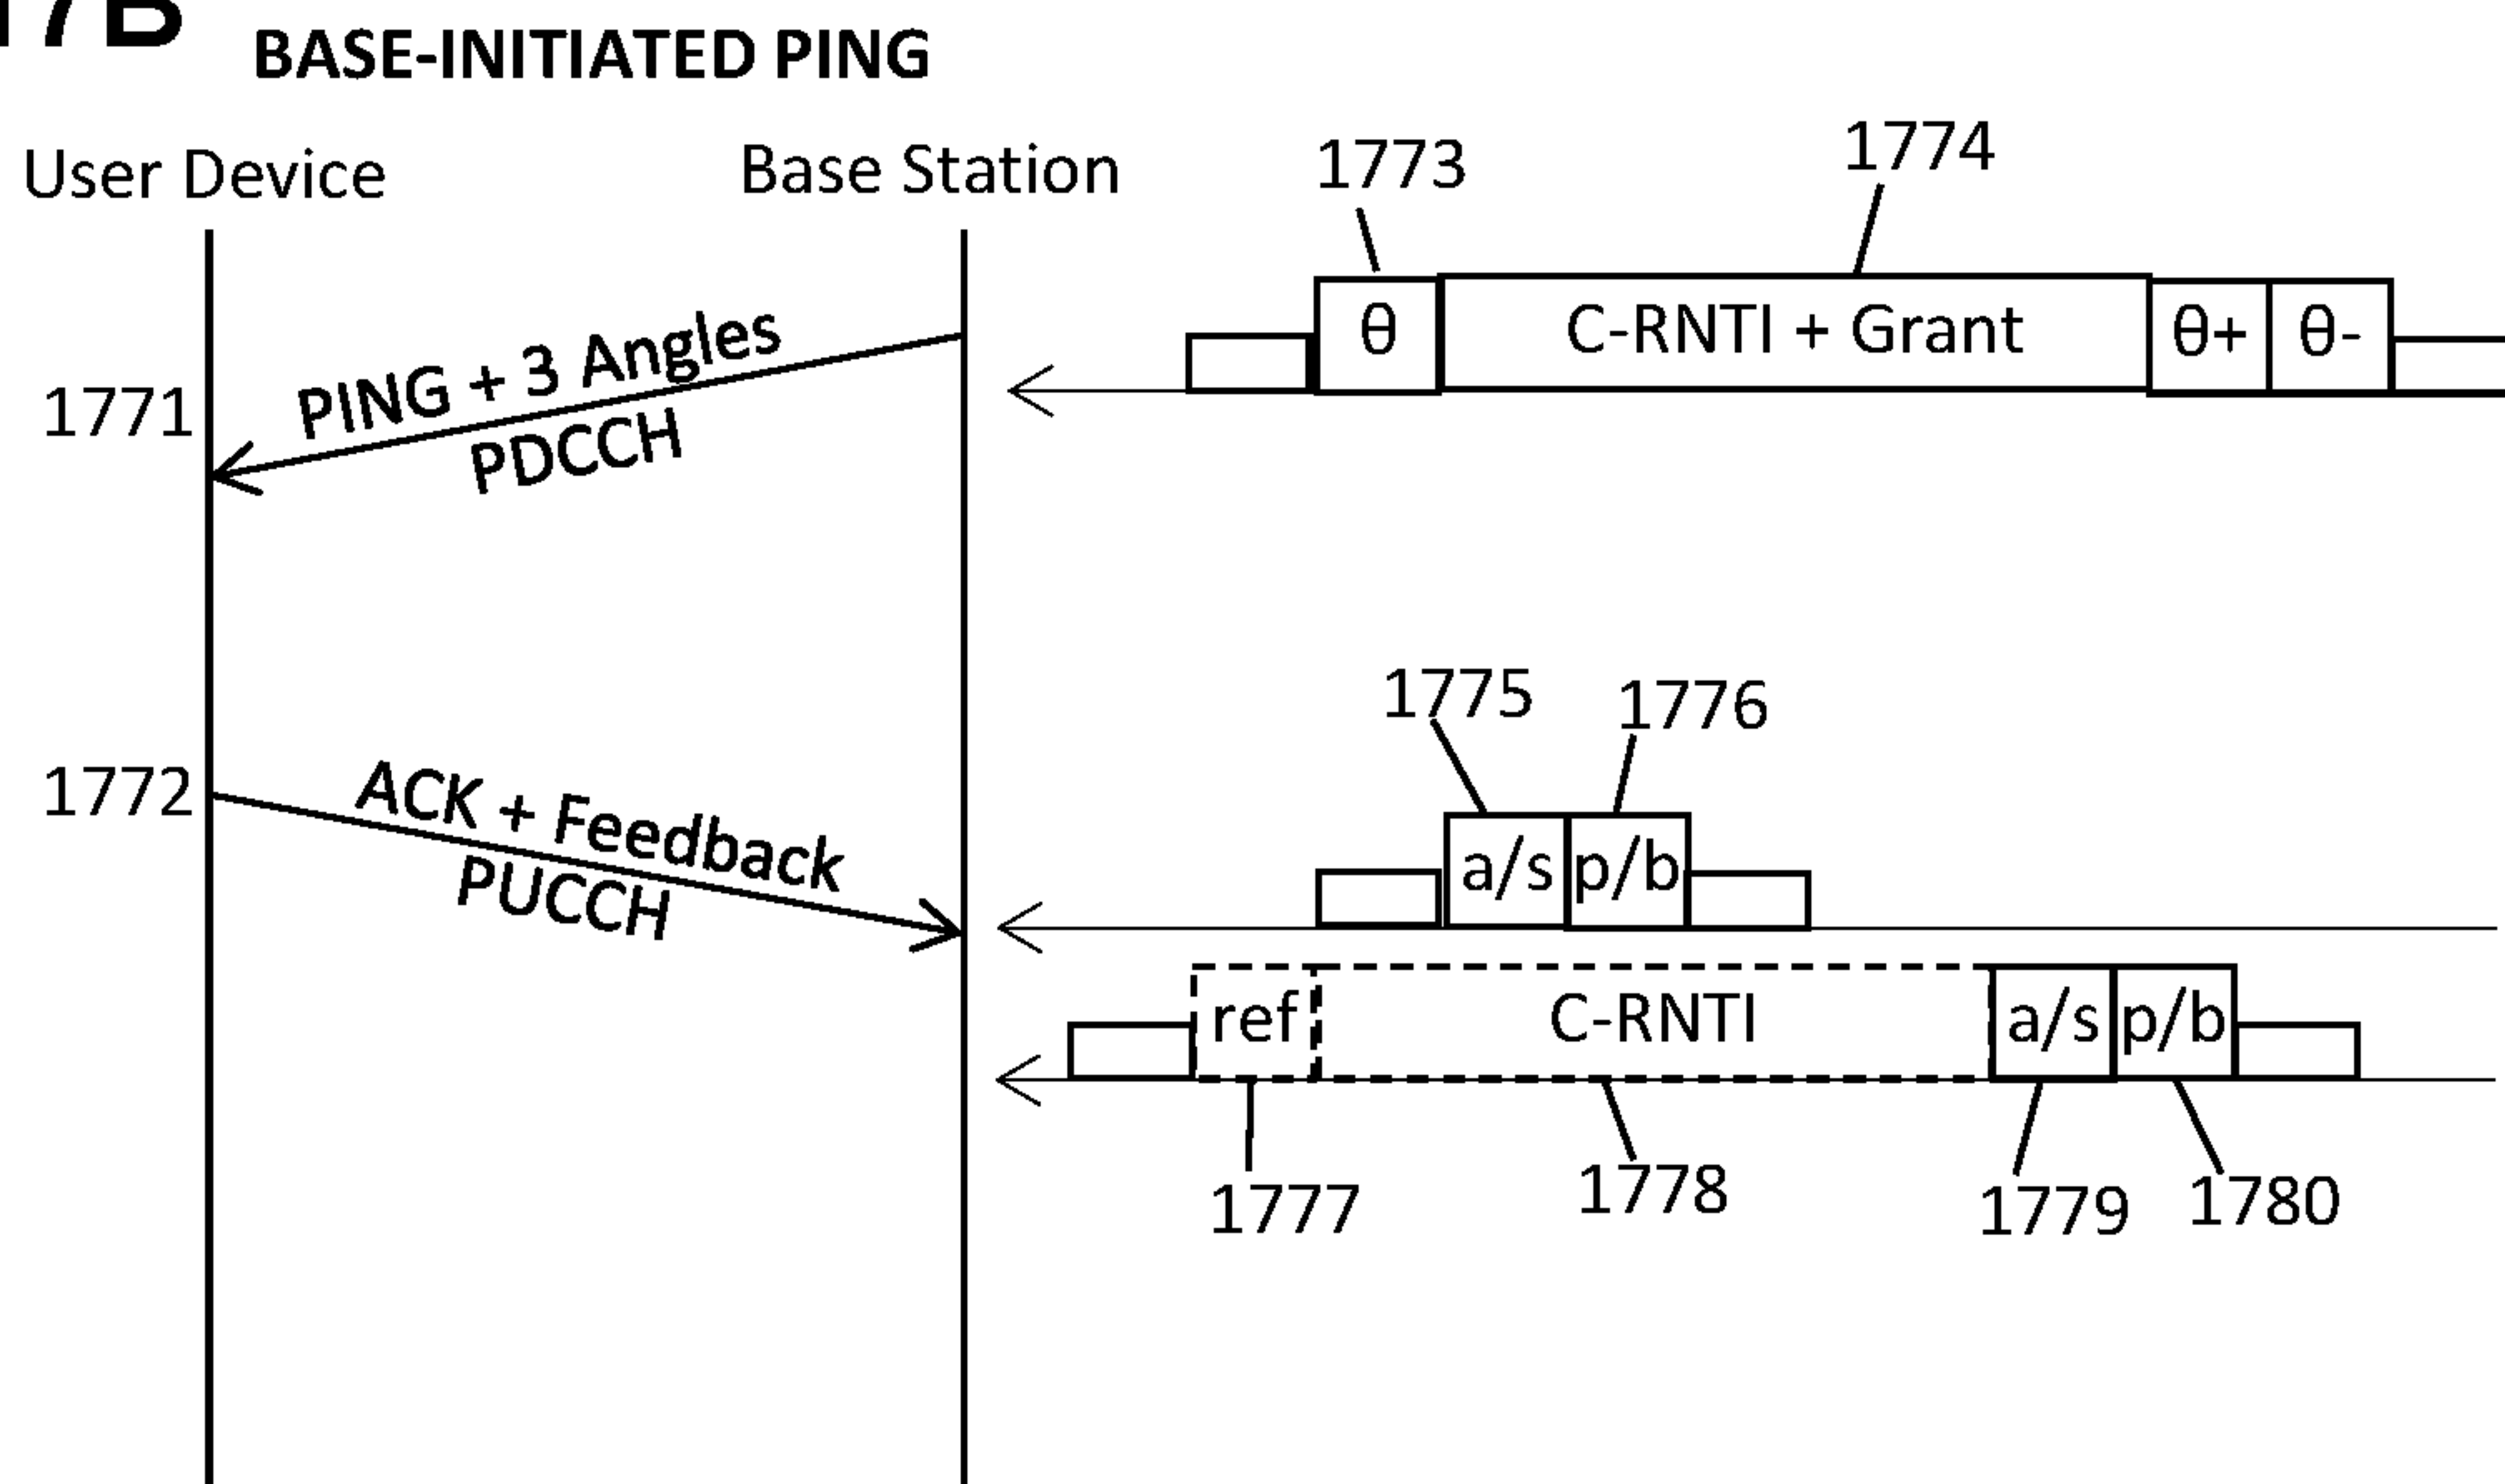 17B
BASE-INITIATED PING
User Device
Base Station
1773
1774
θ
C-RNTI + Grant
θ+
θ-
1771
PING + 3 Angles
PDCCH
1775
1776
1772
ACK + Feedback
PUCCH
a/s
p/b
ref
C-RNTI
a/s
p/b
1777
1778
1779
1780